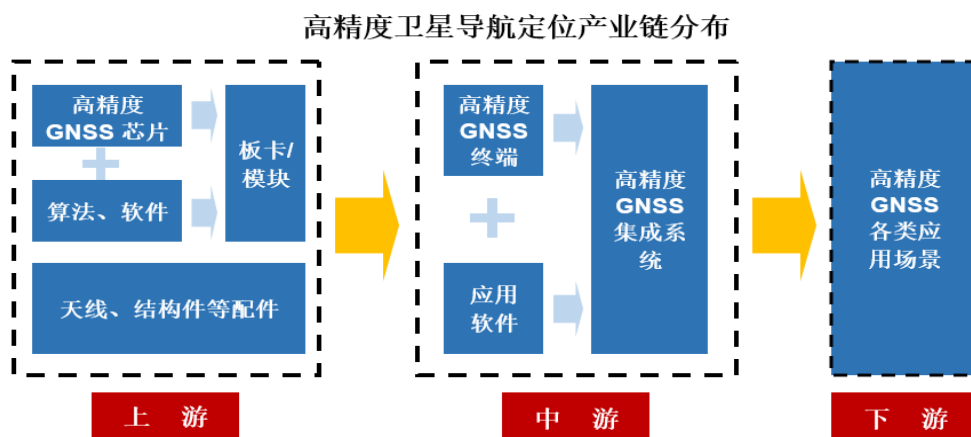 高精度卫星导航定位产业链分布
高精度
GNSS 芯片
算法、软件
板卡/
模块
天线、结构件等配件
上 游
高精度
GNSS
终端
应用
软件
高精度
GNSS
集成系
统
中 游
高精度
GNSS
各类应
用场景
下 游